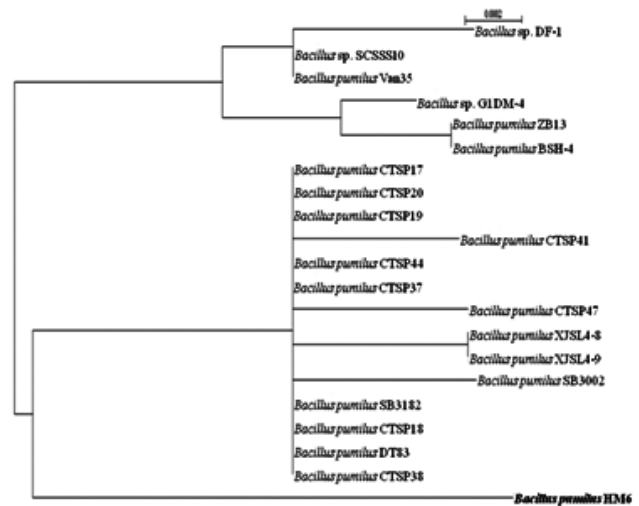 0.002
Bacillus sp. DF-1
Bacillus sp. SCSSS10
Bacillus pumilus Van35
Bacillus sp. G1DM-4
Bacillus pumilus ZB13
Bacillus pumilus BSH-4
Bacillus pumilus CTSP17
Bacillus pumilus CTSP20
Bacillus pumilus CTSP19
Bacillus pumilus CTSP41
Bacillus pumilus CTSP44
Bacillus pumilus CTSP37
Bacillus pumilus CTSP47
Bacillus pumilus XJSL4-8
Bacillus pumilus XJSL4-9
Bacillus pumilus SB3002
Bacillus pumilus SB3182
Bacillus pumilus CTSP18
Bacillus pumilus DT83
Bacillus pumilus CTSP38
Bacillus pumilus HM6